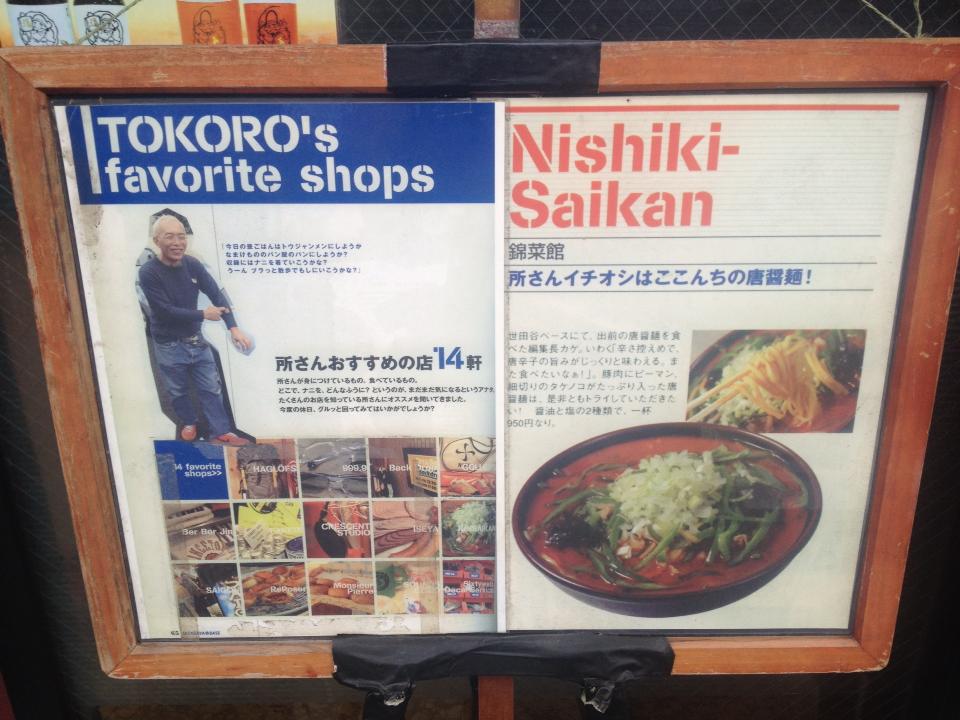 TOKORO's
favorite shops
「今日の昼ごはんはトウジャンメンにしようか
なまけもののパン屋のパンにしようか？
収録にはナニを着ていこうかな？
うーん ブラっと散歩でもしにいこうかな？」
所さんおすすめの店14軒
所さんが身につけているもの。食べているもの。
どこで、ナニを、どんなふうに？ というのが、まだまだ気になるというアナタ。
たくさんのお店を知っている所さんにオススメを聞いてきました。
今度の休日、グルッと回ってみてはいかがでしょうか？
14 favorite
shops>>
HAGLOFS
999.9
Back Drop
Ber Ber Jin
CRESCENT
STUDIO
ISEYA
SAIGO
RePoser
Monsieur
Pierre
Nishiki-
Saikan
錦菜館
所さんイチオシはここんちの唐醤麺！
世田谷ベースにて、出前の唐醤麺を食
べた編集長カゲ。いわく「辛さ控えめで、
唐辛子の旨みがじっくりと味わえる。ま
た食べたいなぁ！」。豚肉にピーマン、
細切りのタケノコがたっぷり入った唐
醤麺は、是非ともトライしていただきた
い！ 醤油と塩の2種類で、一杯
950円なり。